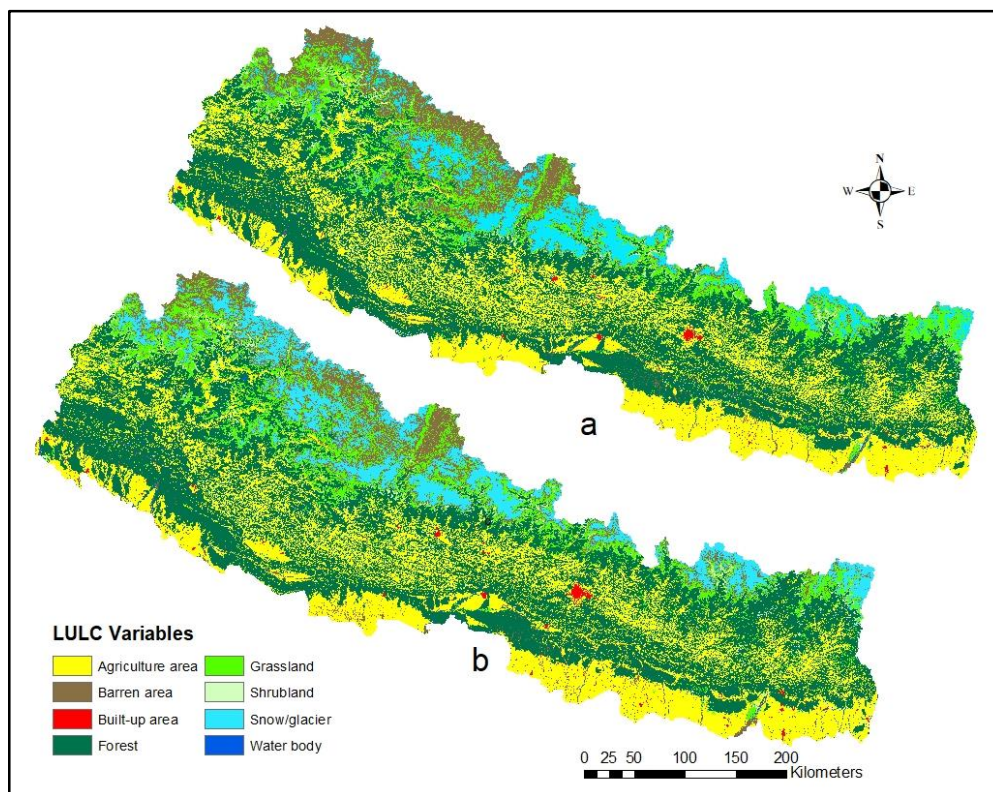 N
W E
S
a
b
LULC Variables
Agriculture area
Barren area
Built-up area
Forest
Grassland
Shrubland
Snow/glacier
Water body
0 25 50 100 150 200
Kilometers